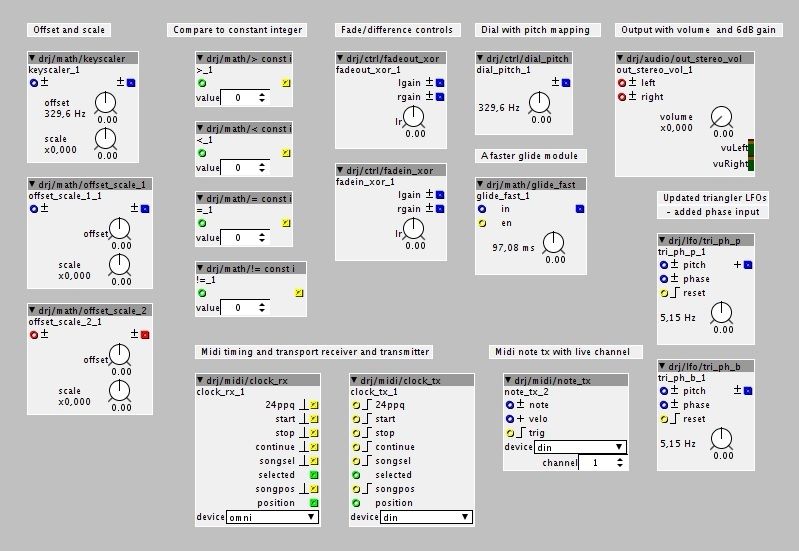 Offset and scale
Compare to constant integer
Fade/difference controls
Dial with pitch mapping
Output with volume and 6dB gain
drj/math/keyscaler
keyscaler_1
offset
329,6 Hz
0.00
scale
x0,000
0.00
drj/math/offset_scale_1
offset_scale_1_1
offset
0.00
scale
x0,000
0.00
drj/math/offset_scale_2
offset_scale_2_1
offset
0.00
scale
x0,000
0.00
drj/math/> const i
>_1
value 0
drj/math/< const i
<_1
value 0
drj/math/= const i
=_1
value 0
drj/math/!= const i
!=_1
value 0
drj/ctrl/fadeout_xor
fadeout_xor_1
lgain
rgain
lr
0.00
drj/ctrl/fadein_xor
fadein_xor_1
lgain
rgain
lr
0.00
drj/ctrl/dial_pitch
dial_pitch_1
329,6 Hz
0.00
A faster glide module
drj/math/glide_fast
glide_fast_1
in
en
97,08 ms
0.00
drj/audio/out_stereo_vol
out_stereo_vol_1
left
right
volume
x0,000
0.00
vuLeft
vuRight
Updated triangler LFOs
- added phase input
drj/lfo/tri_ph_p
tri_ph_p_1
pitch
phase
reset
5,15 Hz
0.00
drj/lfo/tri_ph_b
tri_ph_b_1
pitch
phase
reset
5,15 Hz
0.00
Midi timing and transport receiver and transmitter
drj/midi/clock_rx
clock_rx_1
24ppq
start
stop
continue
songsel
selected
songpos
position
device omni
drj/midi/clock_tx
clock_tx_1
24ppq
start
stop
continue
songsel
selected
songpos
position
device din
Midi note tx with live channel
drj/midi/note_tx
note_tx_2
note
velo
trig
device din
channel 1